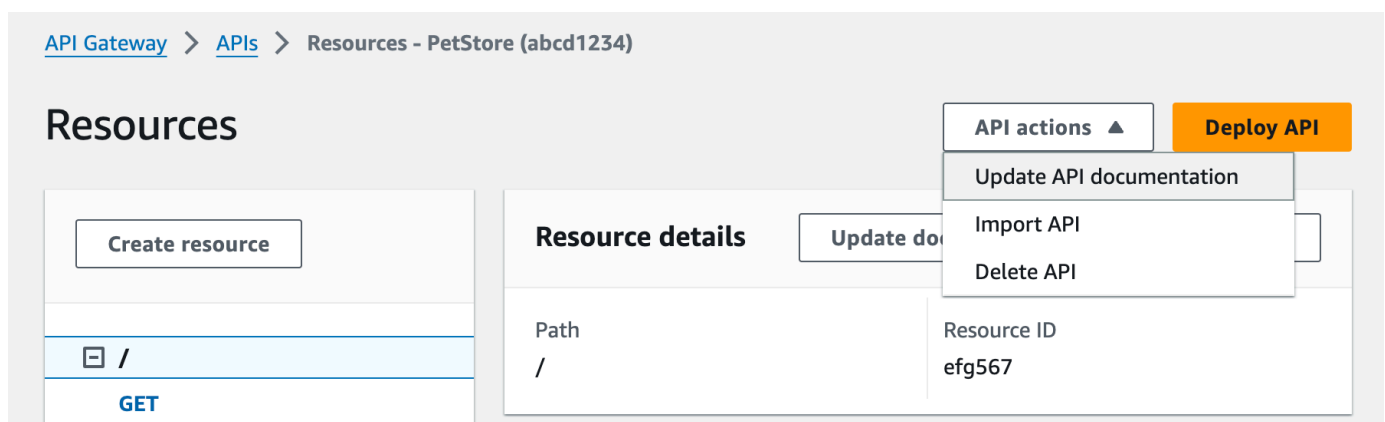 API Gateway > APIs > Resources - PetStore (abcd1234)
Resources
API actions ▲
Deploy API
Update API documentation
Import API
Delete API
Create resource
Resource details
Update
/
GET
Path
/
Resource ID
efg567